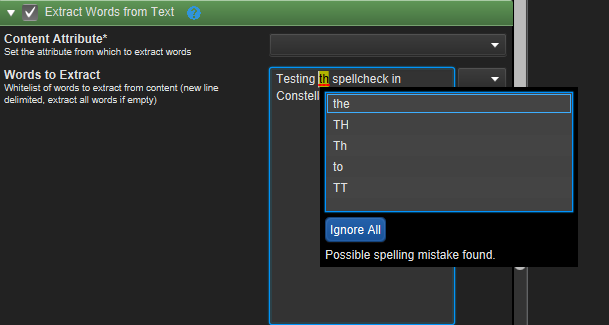 Extract Words from Text ?
Content Attribute*
Set the attribute from which to extract words
Words to Extract
Whitelist of words to extract from content (new line
delimited, extract all words if empty)
Testing th spellcheck in
Constell
the
TH
Th
to
TT
Ignore All
Possible spelling mistake found.